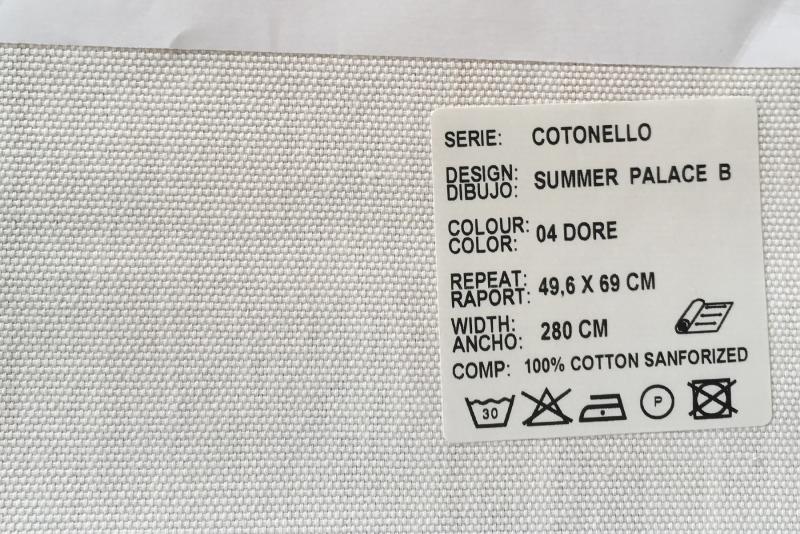 SERIE: COTONELLO
DESIGN:
DIBUJO: SUMMER PALACE B
COLOUR:
COLOR: 04 DORE
REPEAT:
RAPORT: 49,6 X 69 CM
WIDTH:
ANCHO: 280 CM
COMP: 100% COTTON SANFORIZED
30 P